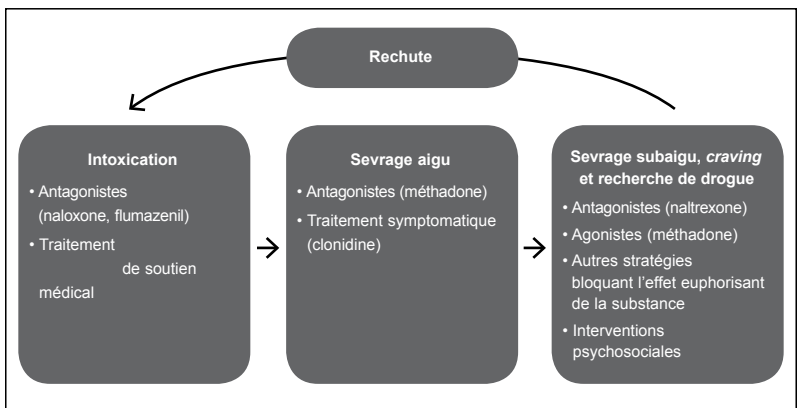 Rechute
Intoxication
• Antagonistes
(naloxone, flumazenil)
• Traitement
de soutien
médical
Sevrage aigu
• Antagonistes (méthadone)
• Traitement symptomatique
(clonidine)
Sevrage subaigu, craving
et recherche de drogue
• Antagonistes (naltrexone)
• Agonistes (méthadone)
• Autres stratégies
bloquant l’effet euphorisant
de la substance
• Interventions
psychosociales